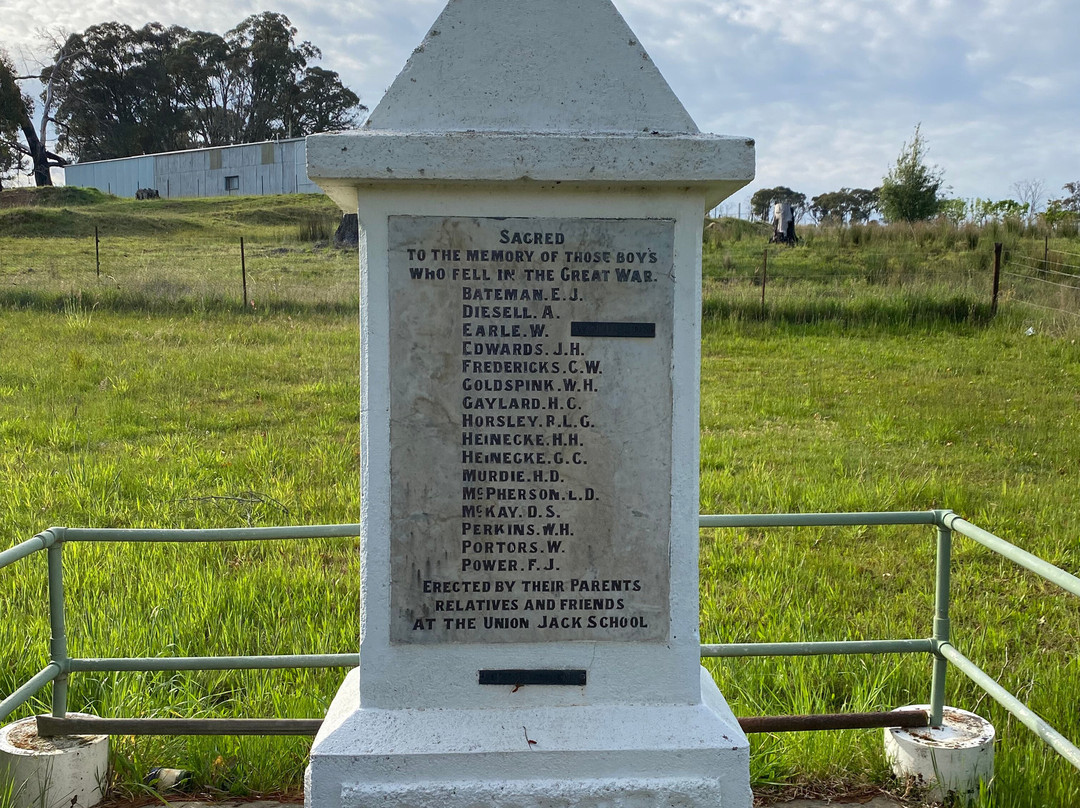 SACRED
TO THE MEMORY OF THOSE BOY'S
WHO FELL IN THE GREAT WAR.
BATEMAN. E. J.
DIESELL. A.
EARLE. W.
EDWARDS. J. H.
FREDERICKS. C. W.
GOLDSPINK. W. H.
GAYLARD. H. C.
HORSLEY. R. L. G.
HEINECKE. H. H.
HEINECKE. G. C.
MURDIE. H. D.
McPHERSON. L. D.
McKAY. D. S.
PERKINS. W. H.
PORTORS. W.
POWER. F. J.
ERECTED BY THEIR PARENTS
RELATIVES AND FRIENDS
AT THE UNION JACK SCHOOL